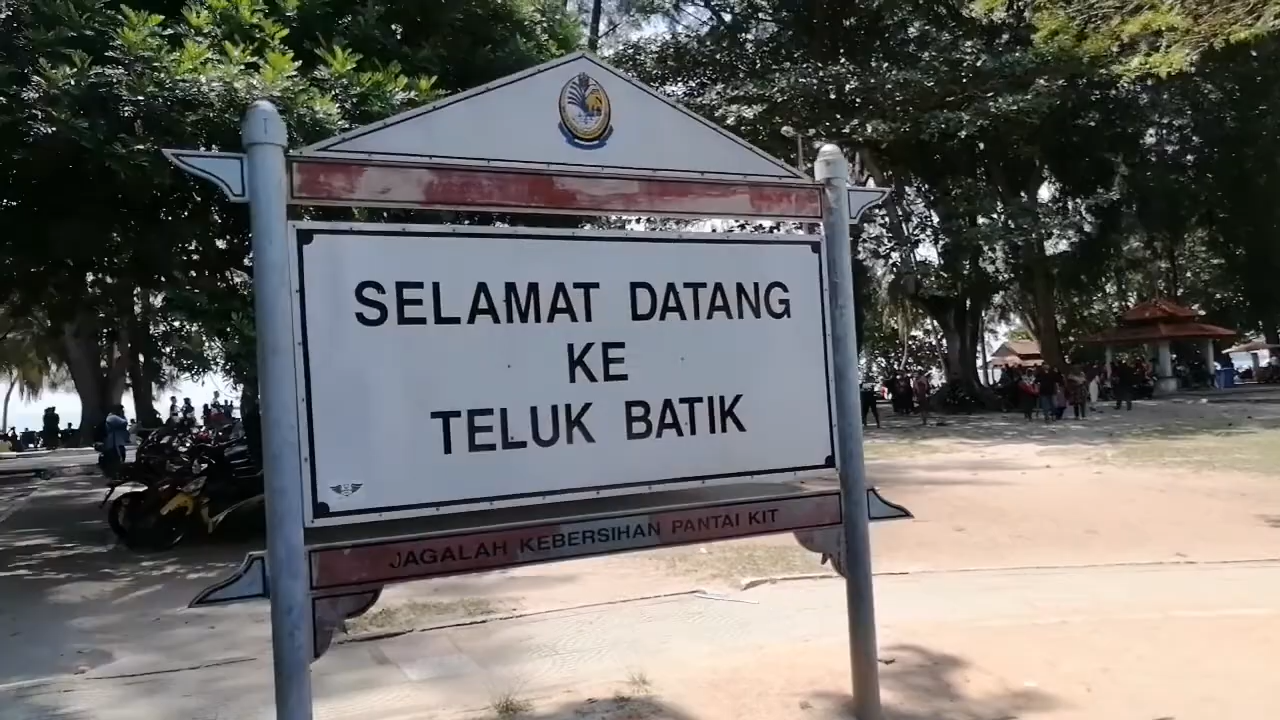 SELAMAT DATANG
KE
TELUK BATIK
JAGALAH KEBERSIHAN PANTAI KIT